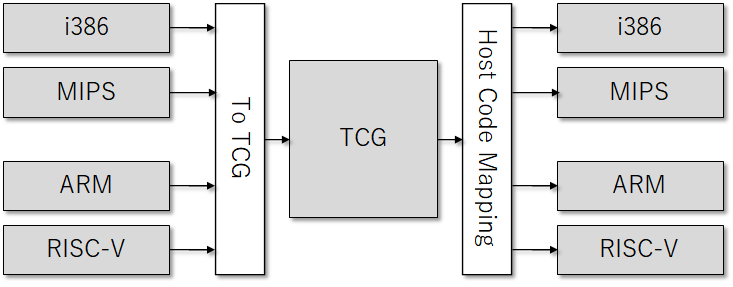 i386
MIPS
ARM
RISC-V
To TCG
TCG
Host Code Mapping
i386
MIPS
ARM
RISC-V